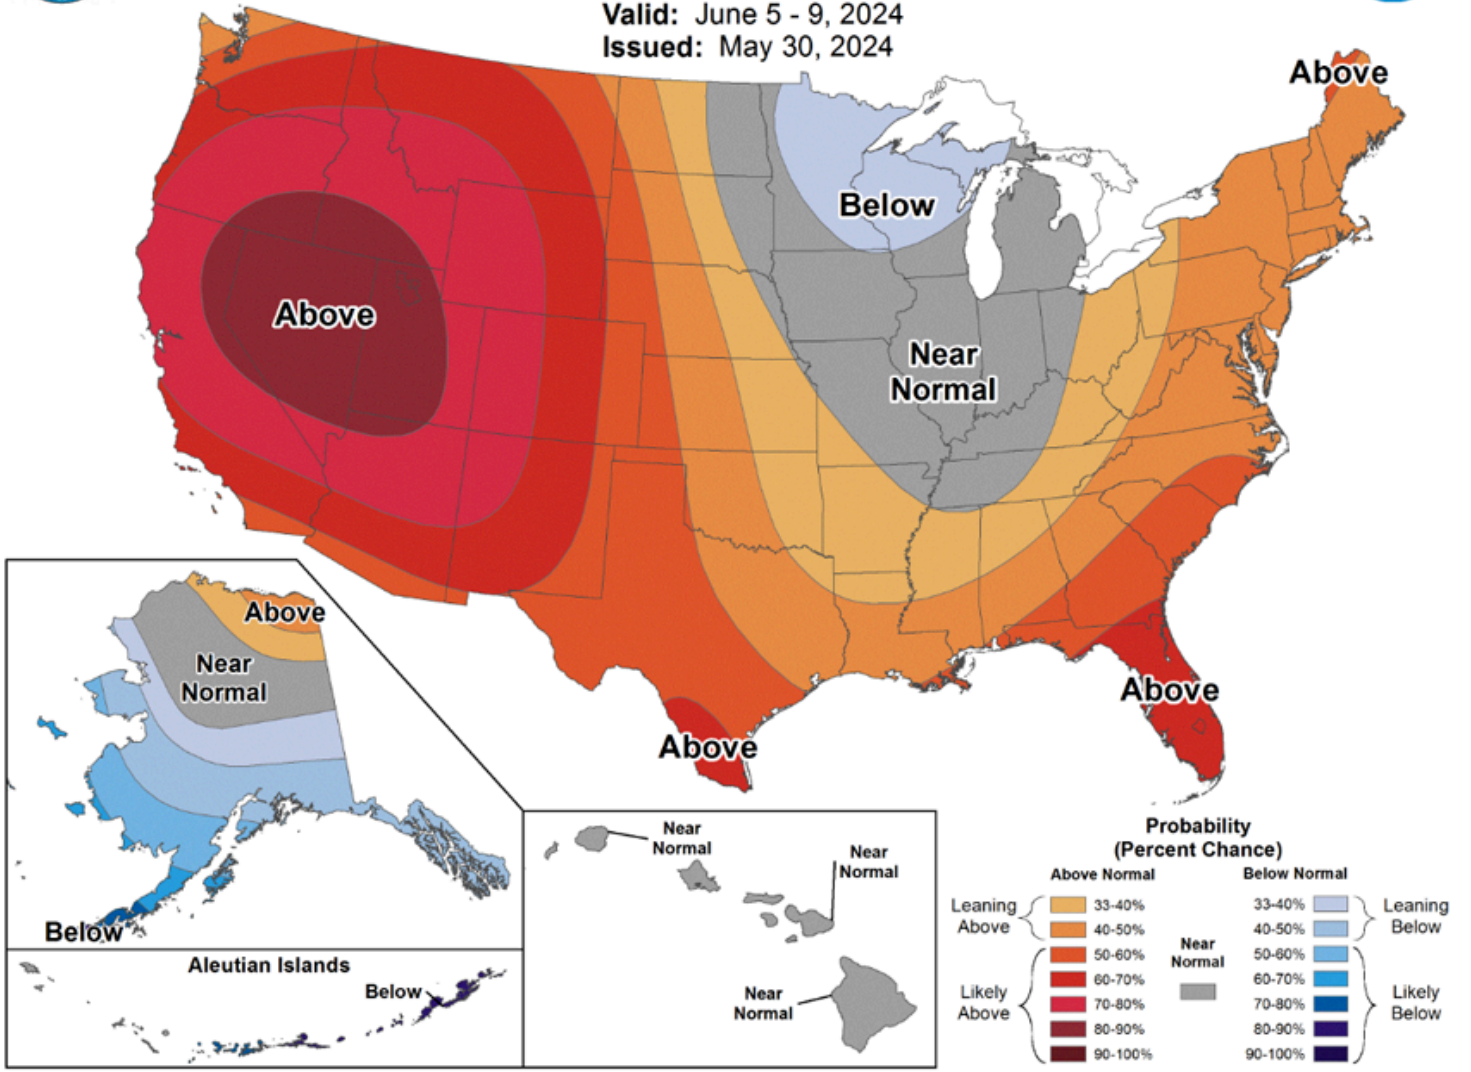 Valid: June 5 - 9, 2024
Issued: May 30, 2024
Above
Below
Above
Near
Normal
Above
Above
Above
Near
Normal
Below
Aleutian Islands
Below
Near
Normal
Near
Normal
Near
Normal
Probability
(Percent Chance)
Above Normal
Below Normal
Leaning
Above
33-40%
40-50%
Likely
Above
50-60%
60-70%
70-80%
80-90%
90-100%
Near
Normal
33-40%
40-50%
Leaning
Below
50-60%
60-70%
70-80%
80-90%
90-100%
Likely
Below